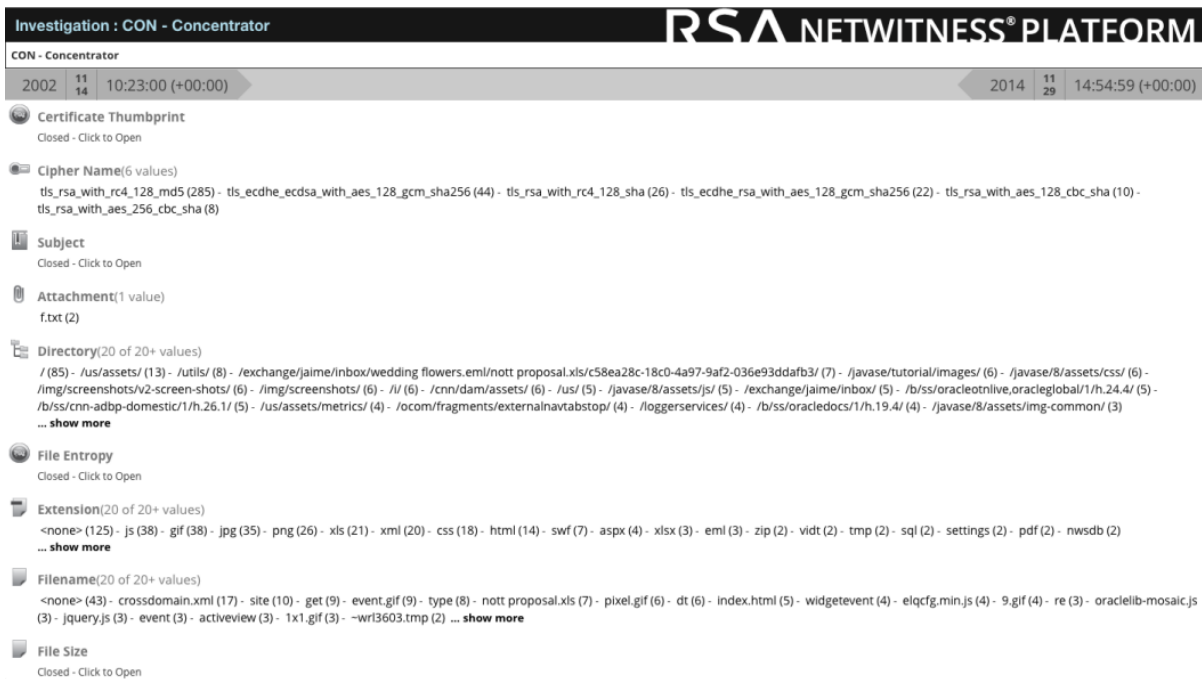 Investigation : CON - Concentrator
RSA NETWITNESS® PLATFORM
CON - Concentrator
2002 11 14 10:23:00 (+00:00) 2014 11 29 14:54:59 (+00:00)
Certificate Thumbprint
Closed - Click to Open
Cipher Name(6 values)
tls_rsa_with_rc4_128_md5 (285) - tls_ecdhe_ecdsa_with_aes_128_gcm_sha256 (44) - tls_rsa_with_rc4_128_sha (26) - tls_ecdhe_rsa_with_aes_128_gcm_sha256 (22) - tls_rsa_with_aes_128_cbc_sha (10) -
tls_rsa_with_aes_256_cbc_sha (8)
Subject
Closed - Click to Open
Attachment(1 value)
f.txt (2)
Directory(20 of 20+ values)
/ (85) - /us/assets/ (13) - /utils/ (8) - /exchange/jaime/inbox/wedding flowers.eml/nott proposal.xls/c58ea28c-18c0-4a97-9af2-036e93ddafb3/ (7) - /javase/tutorial/images/ (6) - /javase/8/assets/css/ (6) -
/img/screenshots/v2-screen-shots/ (6) - /img/screenshots/ (6) - /i/ (6) - /cnn/dam/assets/ (6) - /us/ (5) - /javase/8/assets/js/ (5) - /exchange/jaime/inbox/ (5) - /b/ss/oracleotnlive,oracleglobal/1/h.24.4/ (5) -
/b/ss/cnn-adbp-domestic/1/h.26.1/ (5) - /us/assets/metrics/ (4) - /ocom/fragments/externalnavtabstop/ (4) - /loggerservices/ (4) - /b/ss/oracledocs/1/h.19.4/ (4) - /javase/8/assets/img-common/ (3)
... show more
File Entropy
Closed - Click to Open
Extension(20 of 20+ values)
<none> (125) - js (38) - gif (38) - jpg (35) - png (26) - xls (21) - xml (20) - css (18) - html (14) - swf (7) - aspx (4) - xlsx (3) - eml (3) - zip (2) - vidt (2) - tmp (2) - sql (2) - settings (2) - pdf (2) - nwsdb (2)
... show more
Filename(20 of 20+ values)
<none> (43) - crossdomain.xml (17) - site (10) - get (9) - event.gif (9) - type (8) - nott proposal.xls (7) - pixel.gif (6) - dt (6) - index.html (5) - widgetevent (4) - elqcfg.min.js (4) - 9.gif (4) - re (3) - oraclelib-mosaic.js
(3) - jquery.js (3) - event (3) - activeview (3) - 1x1.gif (3) - ~wrl3603.tmp (2) ... show more
File Size
Closed - Click to Open